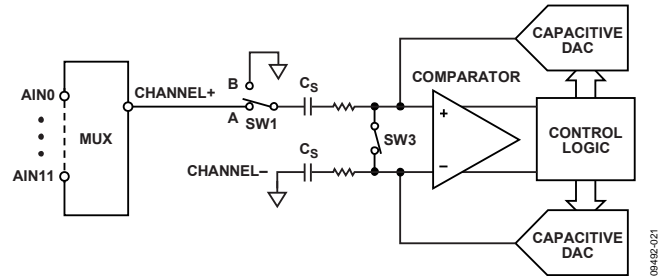 CAPACITIVE
DAC
COMPARATOR
B
CS
AIN0
CHANNEL+
A
SW1
+
MUX
SW3
CONTROL
LOGIC
CS
CHANNEL–
–
AIN11
CAPACITIVE
DAC
09492-021